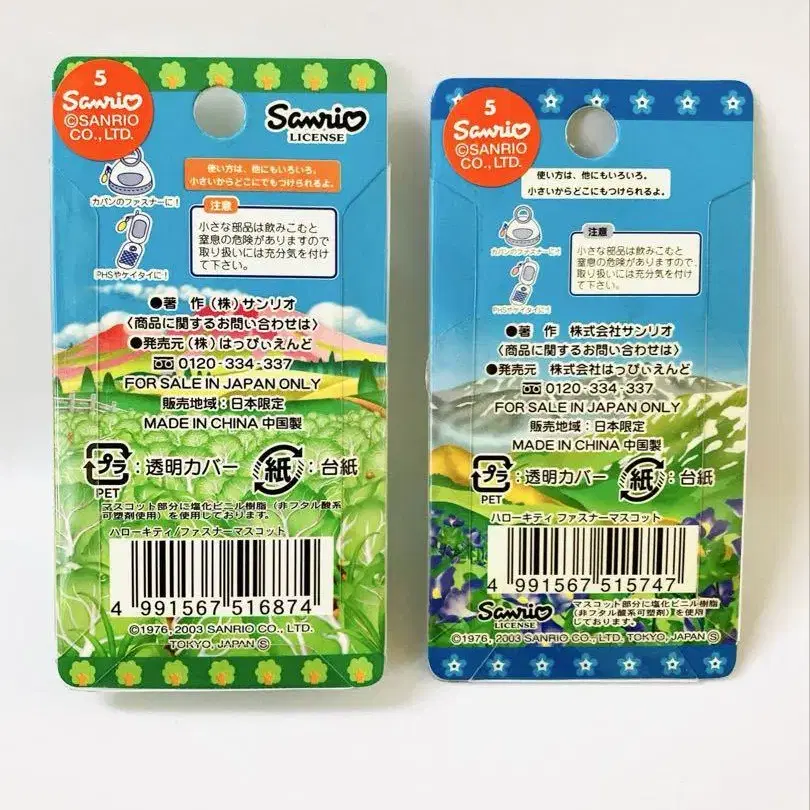 5
Sanrio
©SANRIO
CO.,LTD.
Sanrio
LICENSE
使い方は、他にもいろいろ。
小さいからどこにでもつけられるよ。
カバンのファスナーに!
注意
小さな部品は飲みこむと
窒息の危険がありますので
取り扱いには充分気を付け
て下さい。
PHSやケイタイに!
●著 作(株)サンリオ
〈商品に関するお問い合わせは〉
●発売元(株)はっぴぃえんど
0120-334-337
FOR SALE IN JAPAN ONLY
販売地域:日本限定
MADE IN CHINA 中国製
プラ:透明カバー 紙:台紙
PET
マスコット部分に塩化ビニル樹脂(非フタル酸系
可塑剤使用)を使用しております。
ハローキティ/ファスナーマスコット
4 991567 516874
©1976, 2003 SANRIO CO., LTD.
TOKYO, JAPAN Ⓢ
5
Sanrio
©SANRIO
CO.,LTD.
使い方は、他にもいろいろ。
小さいからどこにもつけられるよ。
カバンのファスナーに!
注意
小さな部品は飲みこむと
窒息の危険がありますので
取り扱いには充分気を付け
て下さい。
PHSやケイタイに!
●著 作 株式会社サンリオ
〈商品に関するお問い合わせは〉
●発売元 株式会社はっぴぃえんど
0120-334-337
FOR SALE IN JAPAN ONLY
販売地域:日本限定
MADE IN CHINA 中国製
プラ:透明カバー 紙:台紙
PET
ハローキティ ファスナーマスコット
4 991567 515747
Sanrio
LICENSE
マスコット部分に塩化ビニル樹脂
(非フタル酸系可塑剤)を使用
しております。
©1976, 2003 SANRIO CO., LTD. TOKYO, JAPAN Ⓢ